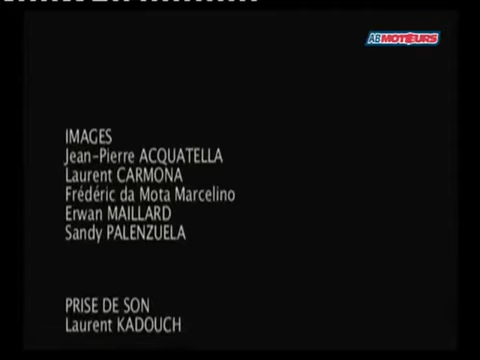 AB MOTEURS
IMAGES
Jean-Pierre ACQUATELLA
Laurent CARMONA
Frédéric da Mota Marcelino
Erwan MAILLARD
Sandy PALENZUELA
PRISE DE SON
Laurent KADOUCH